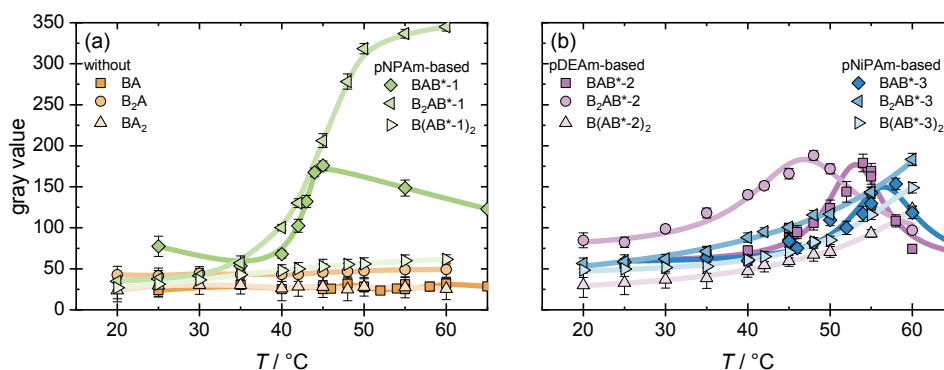 (a)
without
BA
B₂A
BA₂
pNPAm-based
BAB*-1
B₂AB*-1
B(AB*-1)₂
350
300
250
200
150
100
50
0
gray value
20 30 40 50 60
T / °C
(b)
pDEAm-based
BAB*-2
B₂AB*-2
B(AB*-2)₂
pNiPAm-based
BAB*-3
B₂AB*-3
B(AB*-3)₂
20 30 40 50 60
T / °C